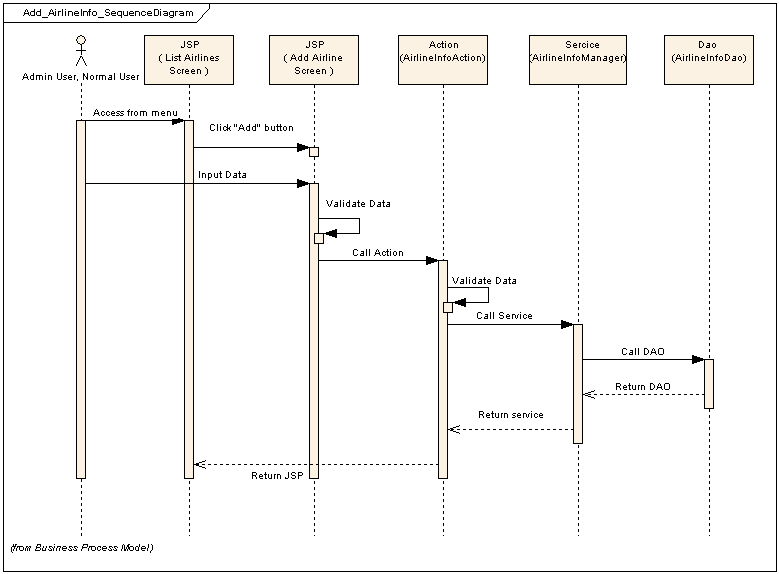 Add_AirlineInfo_SequenceDiagram
Admin User, Normal User
JSP
( List Airlines
Screen )
JSP
( Add Airline
Screen )
Action
(AirlineInfoAction)
Sercice
(AirlineInfoManager)
Dao
(AirlineInfoDao)
Access from menu
Click "Add" button
Input Data
Validate Data
Call Action
Validate Data
Call Service
Call DAO
Return DAO
Return service
Return JSP
(from Business Process Model)